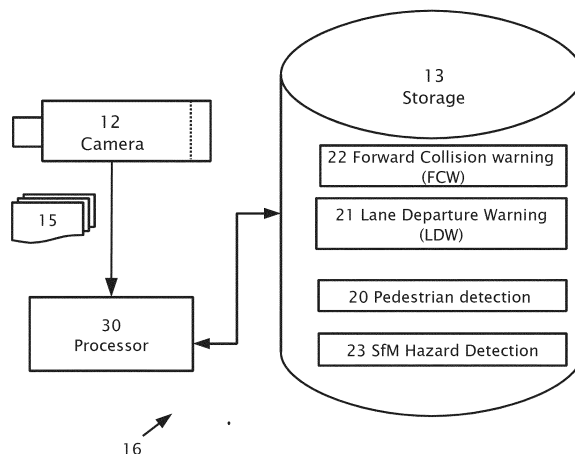 12
Camera
15
30
Processor
16
13
Storage
22 Forward Collision warning
(FCW)
21 Lane Departure Warning
(LDW)
20 Pedestrian detection
23 SfM Hazard Detection